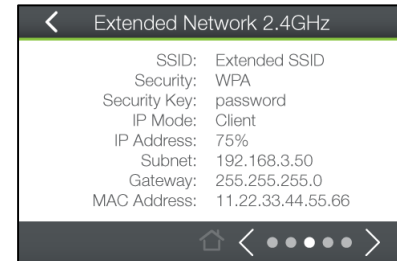 Extended Network 2.4GHz
SSID: Extended SSID
Security: WPA
Security Key: password
IP Mode: Client
IP Address: 75%
Subnet: 192.168.3.50
Gateway: 255.255.255.0
MAC Address: 11.22.33.44.55.66